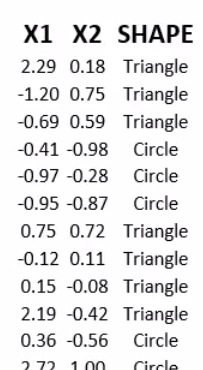 X1 X2 SHAPE
2.29 0.18 Triangle
-1.20 0.75 Triangle
-0.69 0.59 Triangle
-0.41 -0.98 Circle
-0.97 -0.28 Circle
-0.95 -0.87 Circle
0.75 0.72 Triangle
-0.12 0.11 Triangle
0.15 -0.08 Triangle
2.19 -0.42 Triangle
0.36 -0.56 Circle
2.72 1.00 Circle